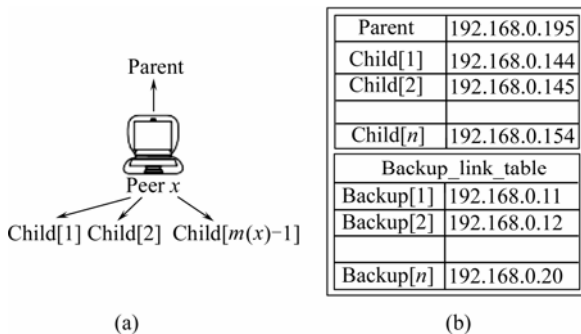 Parent
Peer x
Child[1] Child[2] Child[m(x)−1]
(a)
Parent 192.168.0.195
Child[1] 192.168.0.144
Child[2] 192.168.0.145
Child[n] 192.168.0.154
Backup_link_table
Backup[1] 192.168.0.11
Backup[2] 192.168.0.12
Backup[n] 192.168.0.20
(b)